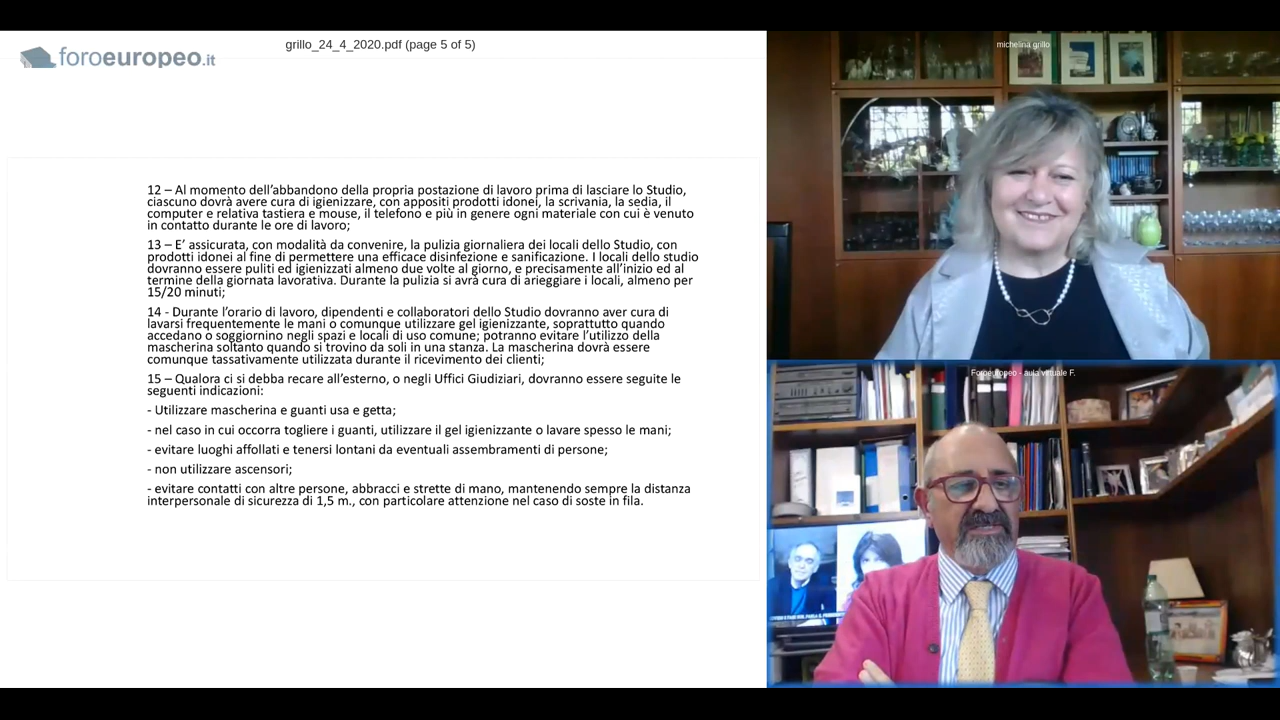 foroeuropeo.it
grillo_24_4_2020.pdf (page 5 of 5)
12 – Al momento dell’abbandono della propria postazione di lavoro prima di lasciare lo Studio,
ciascuno dovrà avere cura di igienizzare, con appositi prodotti idonei, la scrivania, la sedia, il
computer e relativa tastiera e mouse, il telefono e più in genere ogni materiale con cui è venuto
in contatto durante le ore di lavoro;
13 – E’ assicurata, con modalità da convenire, la pulizia giornaliera dei locali dello Studio, con
prodotti idonei al fine di permettere una efficace disinfezione e sanificazione. I locali dello studio
dovranno essere puliti ed igienizzati almeno due volte al giorno, e precisamente all’inizio ed al
termine della giornata lavorativa. Durante la pulizia si avrà cura di arieggiare i locali, almeno per
15/20 minuti;
14 - Durante l’orario di lavoro, dipendenti e collaboratori dello Studio dovranno aver cura di
lavarsi frequentemente le mani o comunque utilizzare gel igienizzante, soprattutto quando
accedano o soggiornino negli spazi e locali di uso comune; potranno evitare l’utilizzo della
mascherina soltanto quando si trovino da soli in una stanza. La mascherina dovrà essere
comunque tassativamente utilizzata durante il ricevimento dei clienti;
15 – Qualora ci si debba recare all’esterno, o negli Uffici Giudiziari, dovranno essere seguite le
seguenti indicazioni:
- Utilizzare mascherina e guanti usa e getta;
- nel caso in cui occorra togliere i guanti, utilizzare il gel igienizzante o lavare spesso le mani;
- evitare luoghi affollati e tenersi lontani da eventuali assembramenti di persone;
- non utilizzare ascensori;
- evitare contatti con altre persone, abbracci e strette di mano, mantenendo sempre la distanza
interpersonale di sicurezza di 1,5 m., con particolare attenzione nel caso di soste in fila.
michelina grillo
Foroeuropeo - aula virtuale F.